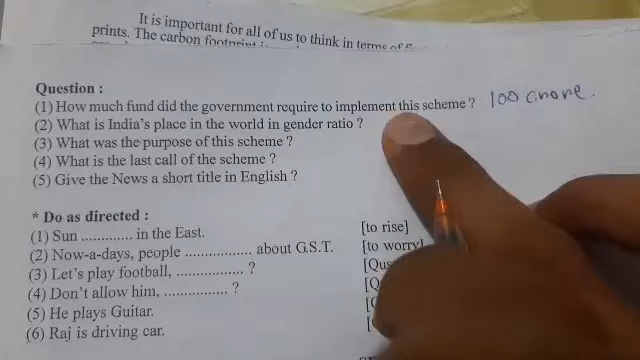 It is important for all of us to think in terms of
prints. The carbon footprint
Question :
(1) How much fund did the government require to implement this scheme ? 100 crore.
(2) What is India's place in the world in gender ratio ?
(3) What was the purpose of this scheme ?
(4) What is the last call of the scheme ?
(5) Give the News a short title in English ?
* Do as directed :
(1) Sun ............. in the East. [to rise]
(2) Now-a-days, people ................. about G.S.T. [to worry]
(3) Let's play football, ................. ? [Qus
(4) Don't allow him, ................ ? [Q
(5) He plays Guitar.
(6) Raj is driving car.